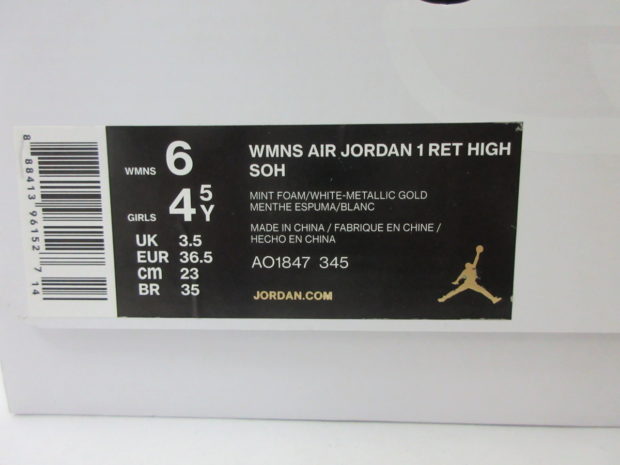 8 88413 96152 7 14
WMNS 6
GIRLS 4.5Y
UK 3.5
EUR 36.5
cm 23
BR 35
WMNS AIR JORDAN 1 RET HIGH
SOH
MINT FOAM/WHITE-METALLIC GOLD
MENTHE ESPUMA/BLANC
MADE IN CHINA / FABRIQUE EN CHINE /
HECHO EN CHINA
AO1847 345
JORDAN.COM